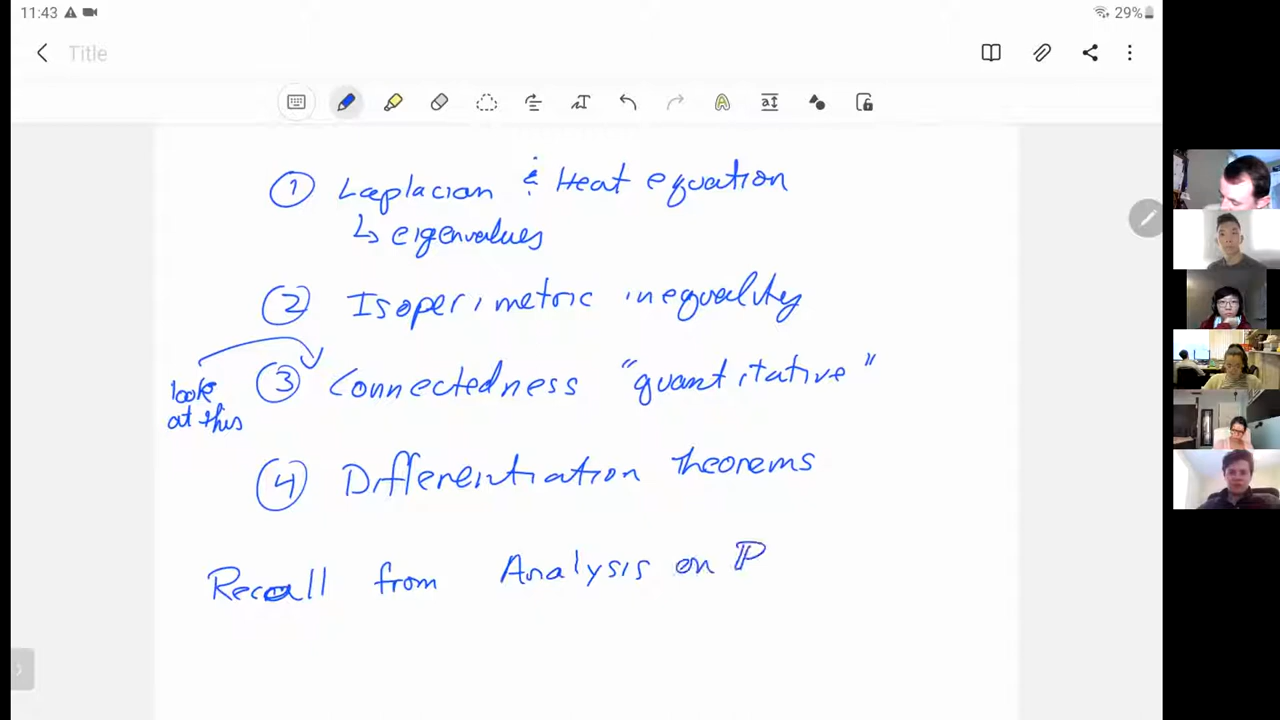 11:43
29%
Title
① Laplacian & Heat equation
↳ eigenvalues
② Isoperimetric inequality
③ Connectedness "quantitative"
look at this
④ Differentiation Theorems
Recall from Analysis on ℙ